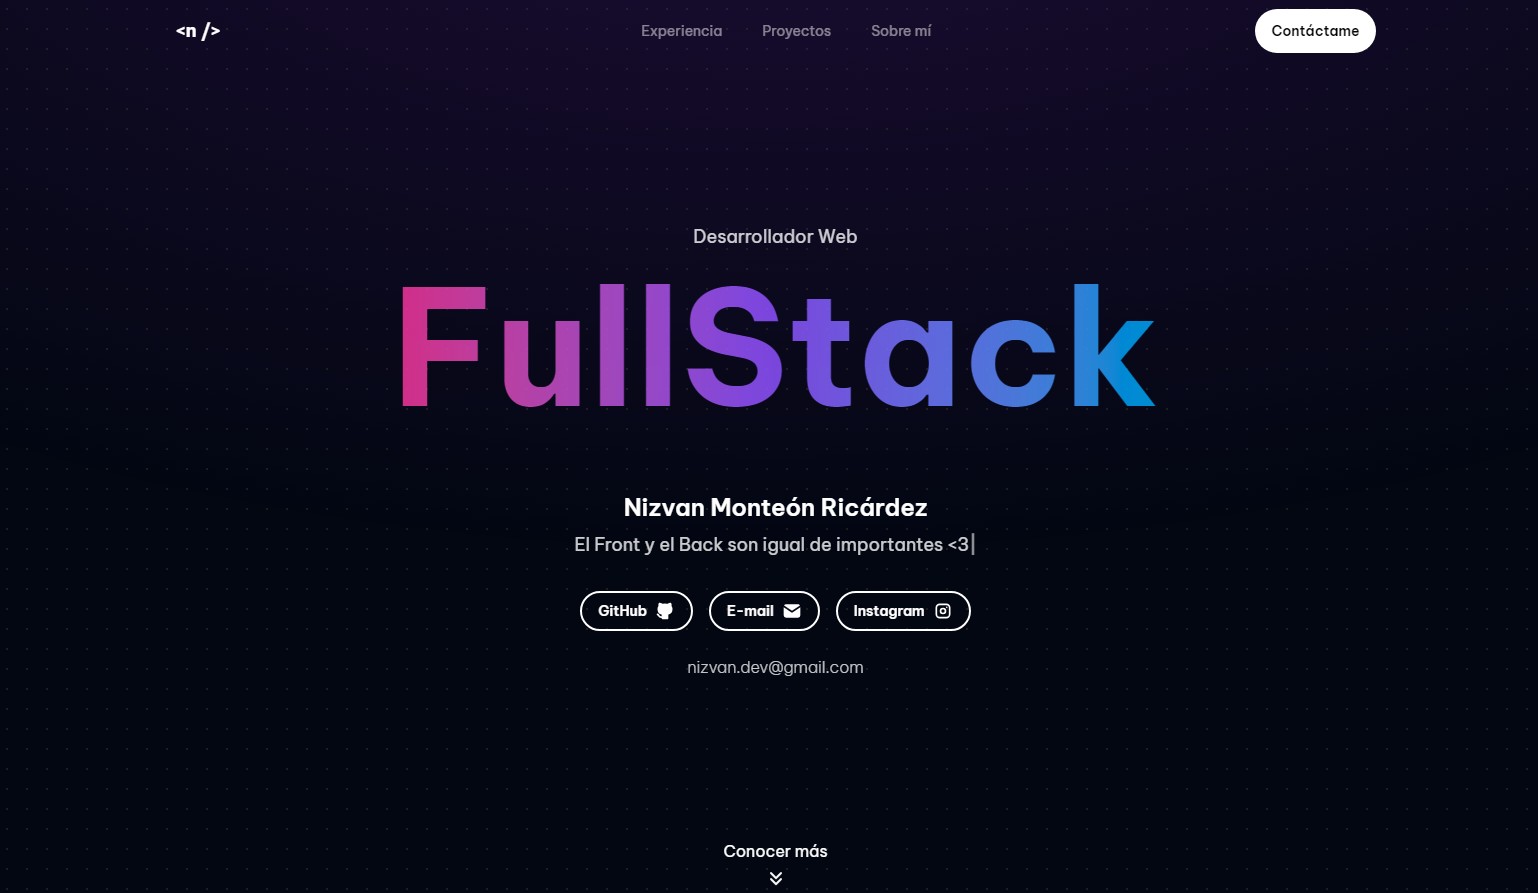 <n />
Experiencia Proyectos Sobre mí
Contáctame
Desarrollador Web
FullStack
Nizvan Monteón Ricárdez
El Front y el Back son igual de importantes <3|
GitHub E-mail Instagram
nizvan.dev@gmail.com
Conocer más